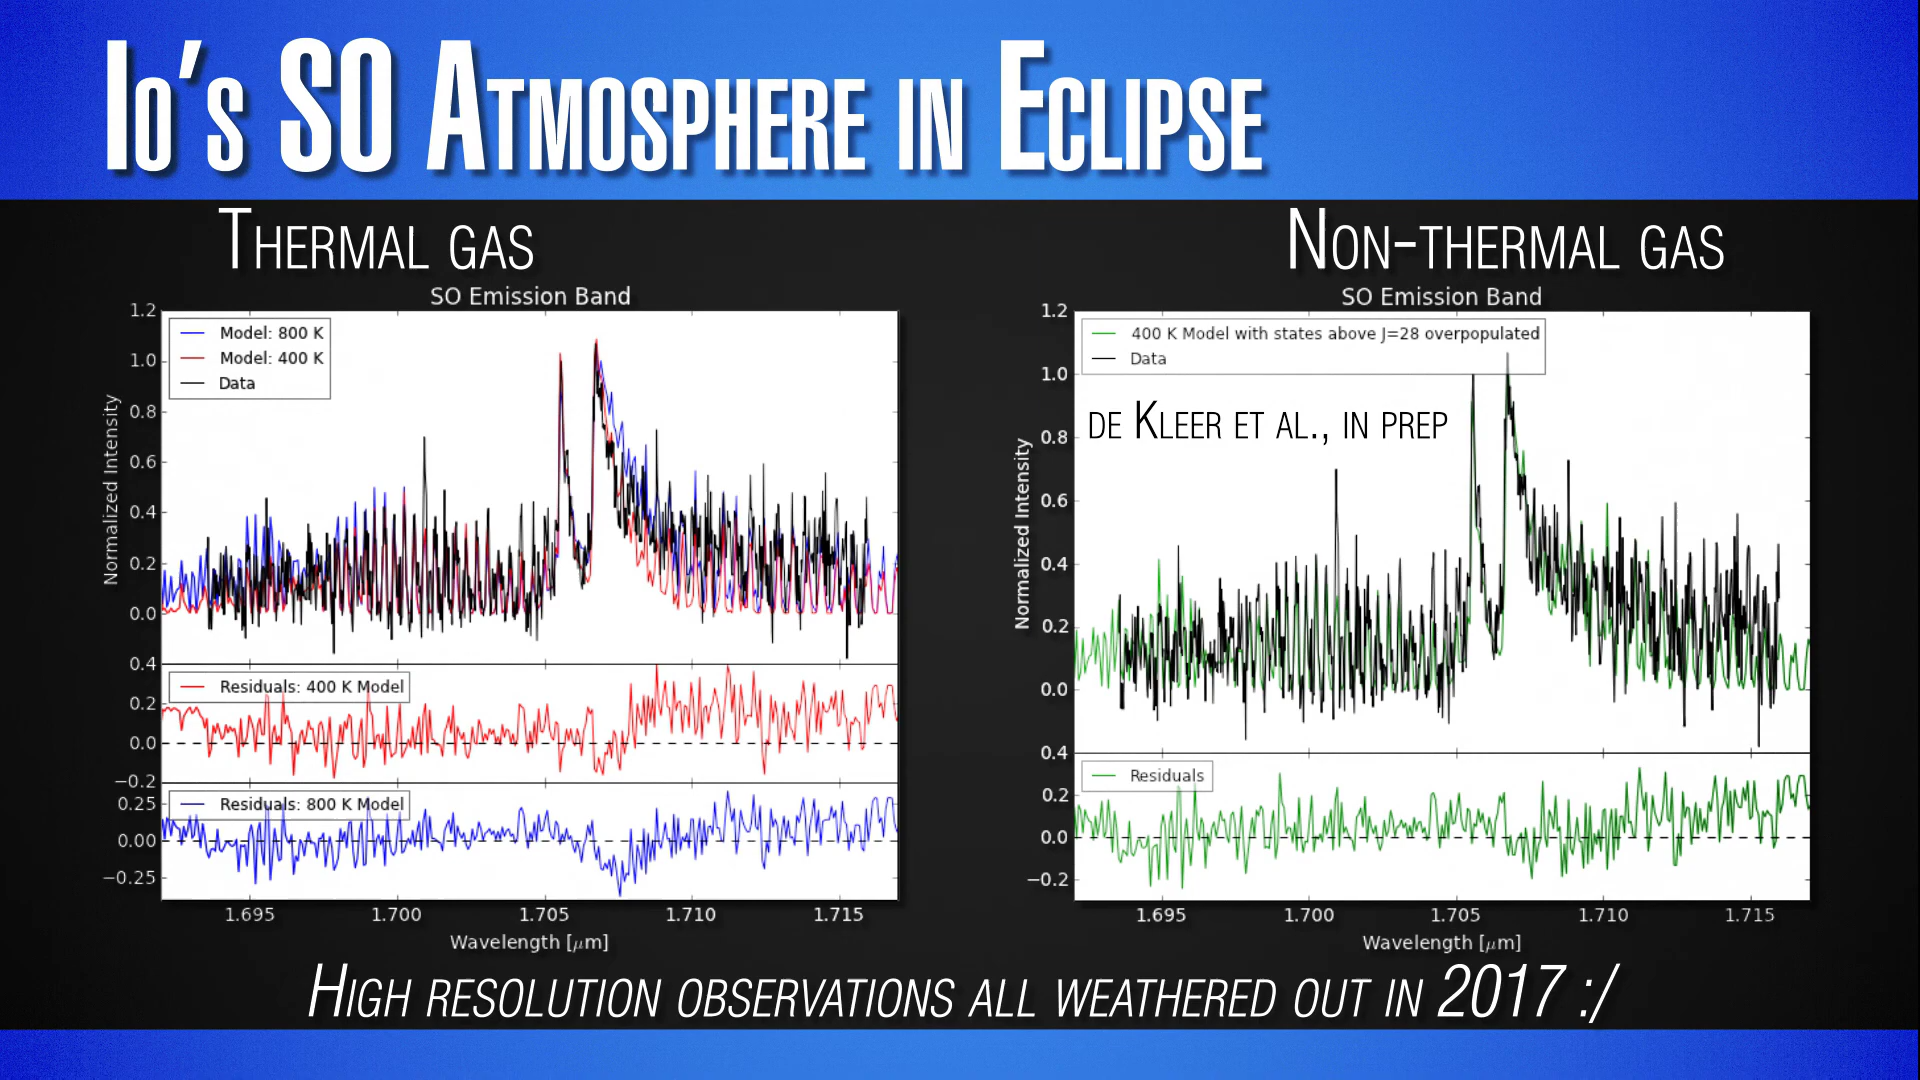 Io's SO Atmosphere in Eclipse
Thermal gas
SO Emission Band
1.2
1.0
0.8
0.6
0.4
0.2
0.0
Normalized Intensity
Model: 800 K
Model: 400 K
Data
0.4
0.2
0.0
−0.2
Residuals: 400 K Model
0.25
0.00
−0.25
Residuals: 800 K Model
1.695 1.700 1.705 1.710 1.715
Wavelength [μm]
Non-thermal gas
SO Emission Band
1.2
1.0
0.8
0.6
0.4
0.2
0.0
Normalized Intensity
400 K Model with states above J=28 overpopulated
Data
de Kleer et al., in prep
0.4
0.2
0.0
−0.2
Residuals
1.695 1.700 1.705 1.710 1.715
Wavelength [μm]
High resolution observations all weathered out in 2017 :/